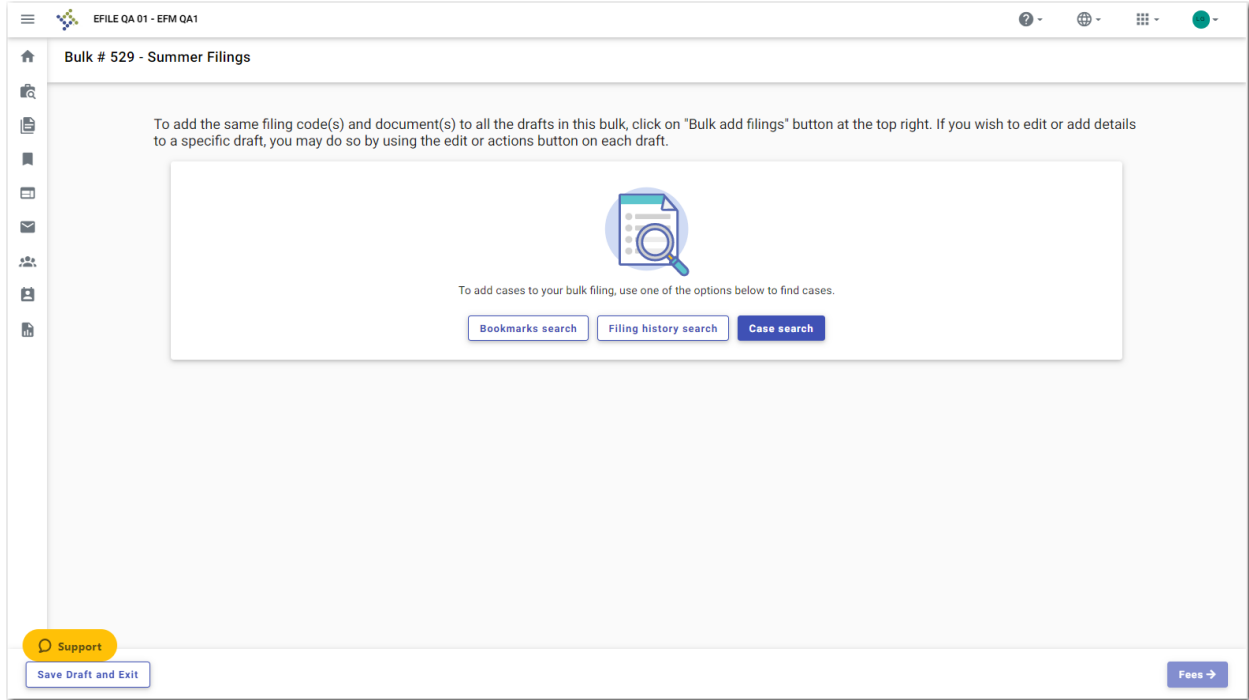 EFILE QA 01 - EFM QA1
Bulk # 529 - Summer Filings
To add the same filing code(s) and document(s) to all the drafts in this bulk, click on "Bulk add filings" button at the top right. If you wish to edit or add details
to a specific draft, you may do so by using the edit or actions button on each draft.
To add cases to your bulk filing, use one of the options below to find cases.
Bookmarks search
Filing history search
Case search
Support
Save Draft and Exit
Fees